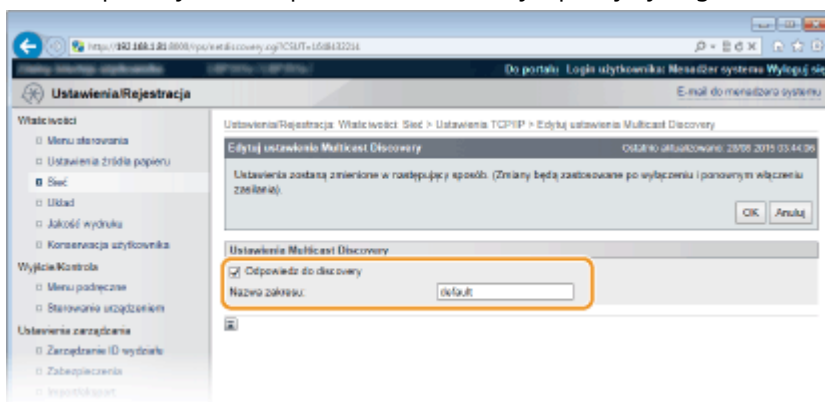 Do portalu Login użytkownika: Menedżer systemu Wyloguj się
Ustawienia/Rejestracja
E-mail do menedżera systemu
Właściwości
Menu sterowania
Ustawienia źródła papieru
Sieć
Układ
Jakość wydruku
Konserwacja użytkownika
Wyjście/Kontrola
Menu podręczne
Sterowanie urządzeniem
Ustawienia zarządzania
Zarządzanie ID wydziału
Zabezpieczenia
Import/Eksport
Ustawienia/Rejestracja: Właściwości: Sieć > Ustawienia TCP/IP > Edytuj ustawienia Multicast Discovery
Edytuj ustawienia Multicast Discovery
Ostatnio aktualizowano: 28/08 2015 03:44:06
Ustawienia zostaną zmienione w następujący sposób. (Zmiany będą zastosowane po wyłączeniu i ponownym włączeniu
zasilania).
OK Anuluj
Ustawienia Multicast Discovery
Odpowiedz do discovery
Nazwa zakresu: default